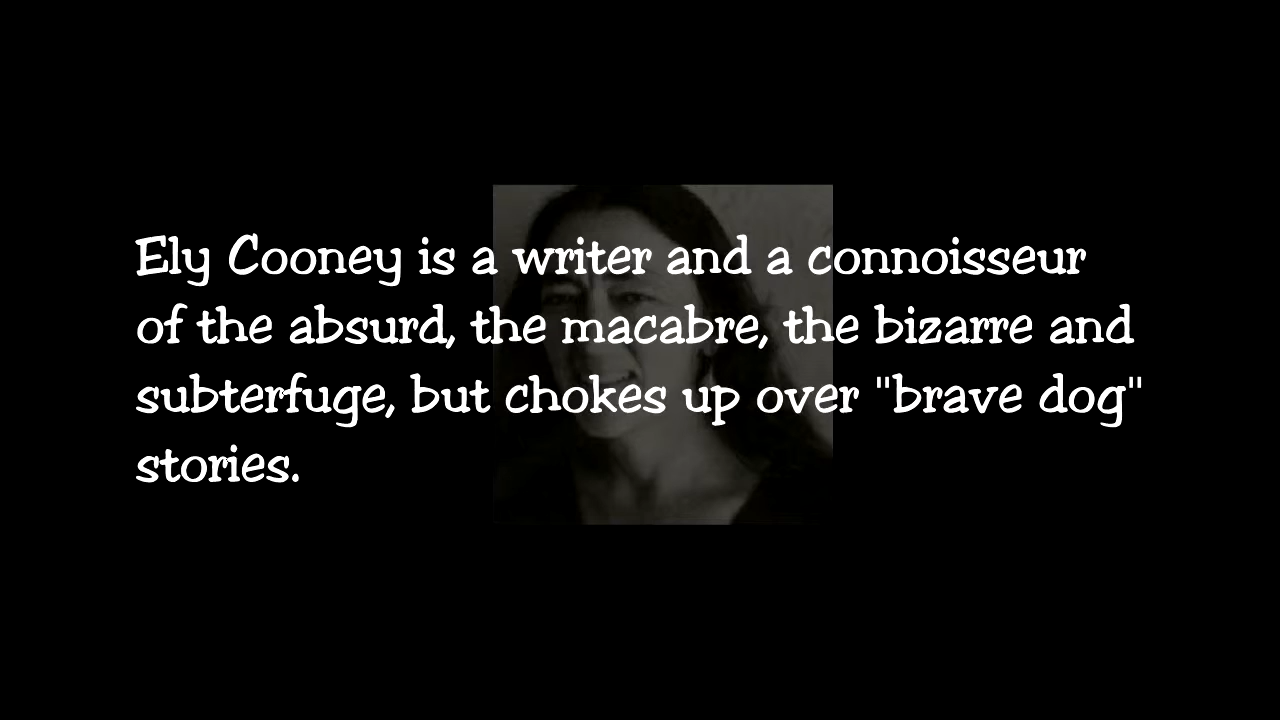 Ely Cooney is a writer and a connoisseur
of the absurd, the macabre, the bizarre and
subterfuge, but chokes up over "brave dog"
stories.